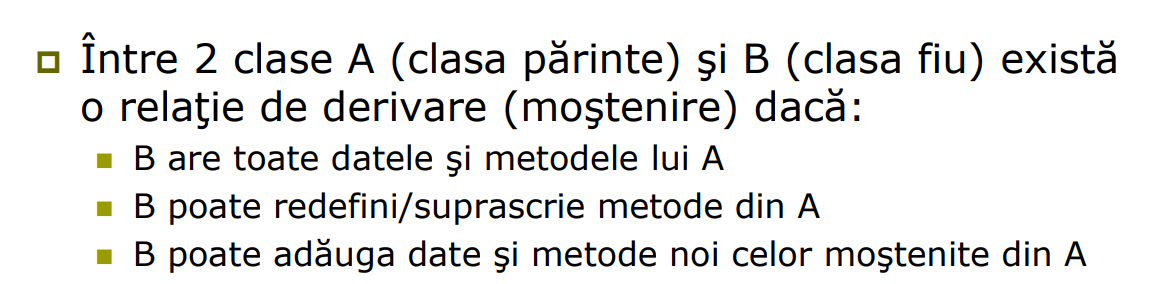 Între 2 clase A (clasa părinte) şi B (clasa fiu) există
o relaţie de derivare (moştenire) dacă:
B are toate datele şi metodele lui A
B poate redefini/suprascrie metode din A
B poate adăuga date şi metode noi celor moştenite din A